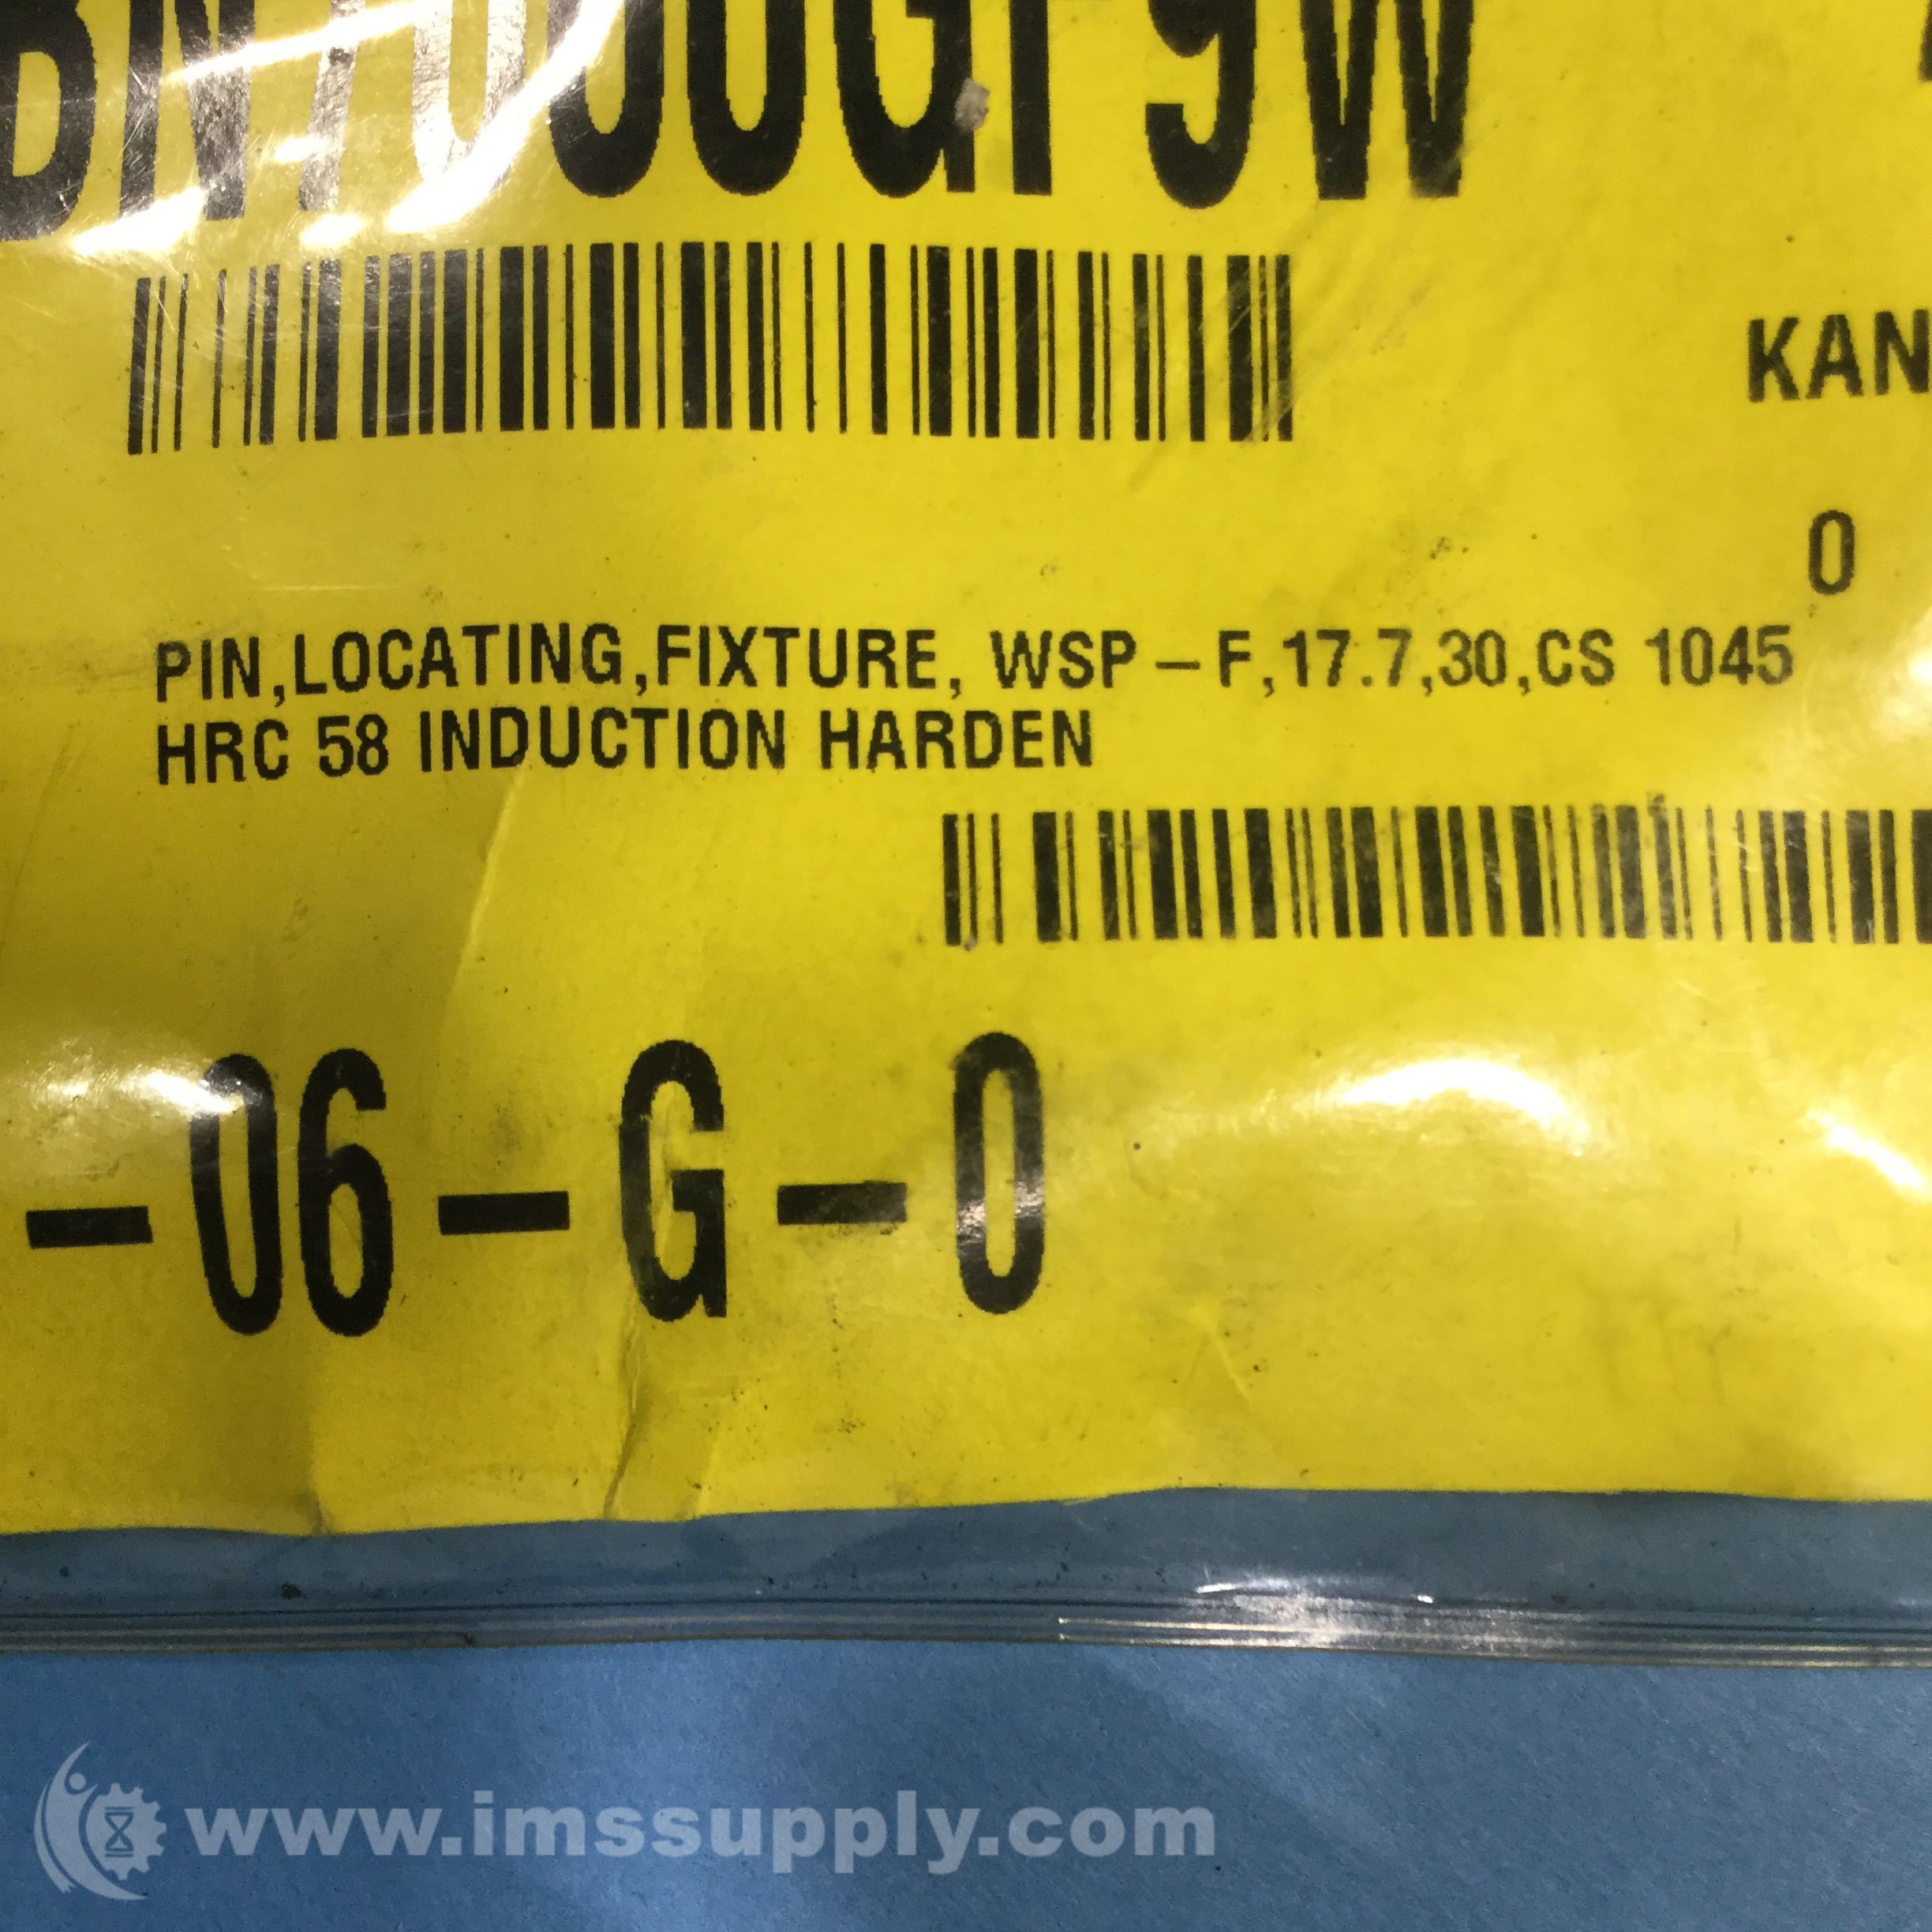 KAN
0
PIN,LOCATING,FIXTURE, WSP-F,17.7,30,CS 1045
HRC 58 INDUCTION HARDEN
-06-G-0
www.imssupply.com